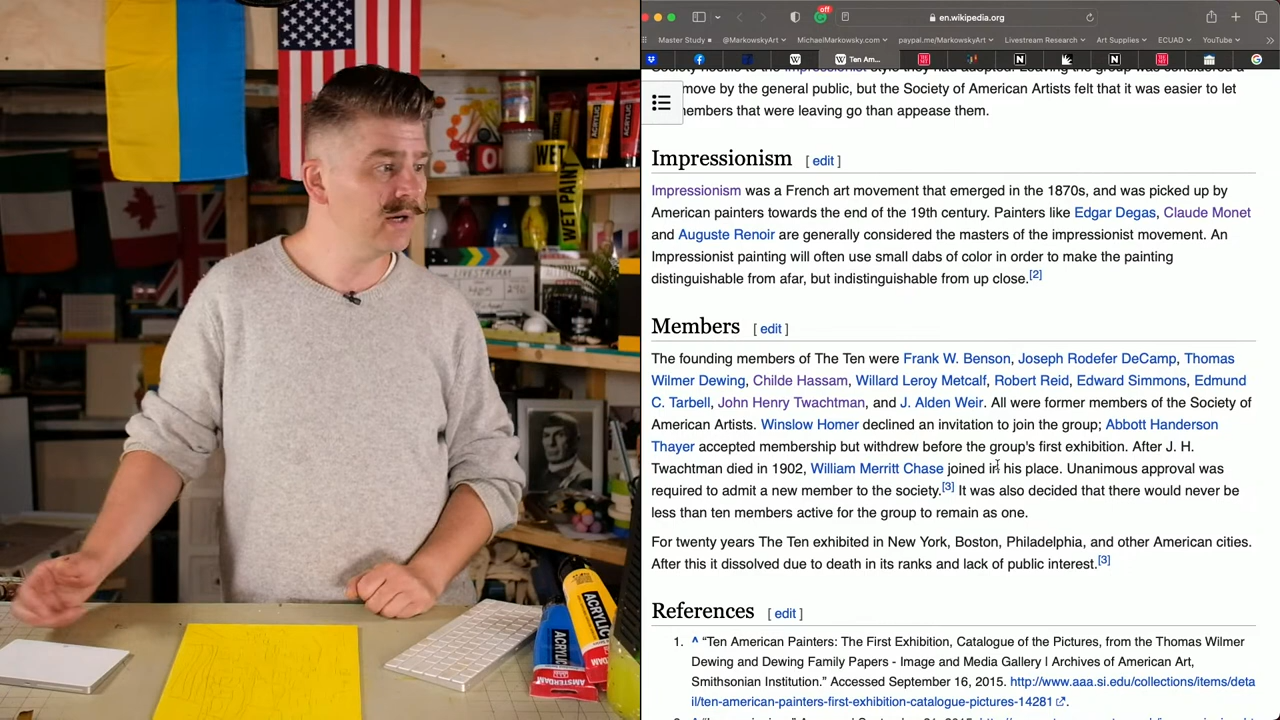 off
en.wikipedia.org
Master Study
@MarkowskyArt
MichaelMarkowsky.com
paypal.me/MarkowskyArt
Livestream Research
Art Supplies
ECUAD
YouTube
Ten Am...
move by the general public, but the Society of American Artists felt that it was easier to let
members that were leaving go than appease them.
Impressionism [ edit ]
Impressionism was a French art movement that emerged in the 1870s, and was picked up by
American painters towards the end of the 19th century. Painters like Edgar Degas, Claude Monet
and Auguste Renoir are generally considered the masters of the impressionist movement. An
Impressionist painting will often use small dabs of color in order to make the painting
distinguishable from afar, but indistinguishable from up close.[2]
Members [ edit ]
The founding members of The Ten were Frank W. Benson, Joseph Rodefer DeCamp, Thomas
Wilmer Dewing, Childe Hassam, Willard Leroy Metcalf, Robert Reid, Edward Simmons, Edmund
C. Tarbell, John Henry Twachtman, and J. Alden Weir. All were former members of the Society of
American Artists. Winslow Homer declined an invitation to join the group; Abbott Handerson
Thayer accepted membership but withdrew before the group's first exhibition. After J. H.
Twachtman died in 1902, William Merritt Chase joined in his place. Unanimous approval was
required to admit a new member to the society.[3] It was also decided that there would never be
less than ten members active for the group to remain as one.
For twenty years The Ten exhibited in New York, Boston, Philadelphia, and other American cities.
After this it dissolved due to death in its ranks and lack of public interest.[3]
References [ edit ]
1. ^ “Ten American Painters: The First Exhibition, Catalogue of the Pictures, from the Thomas Wilmer
Dewing and Dewing Family Papers - Image and Media Gallery | Archives of American Art,
Smithsonian Institution.” Accessed September 16, 2015. http://www.aaa.si.edu/collections/items/deta
il/ten-american-painters-first-exhibition-catalogue-pictures-14281.
WET PAINT
WET
ACRYLIC
ACRYLIC
LIVESTREAM
ACRYLIC
ACRYLIC
AMSTERDAM